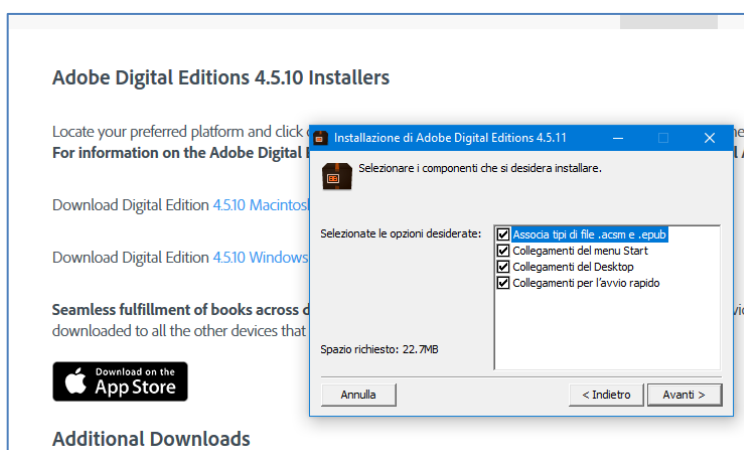 Adobe Digital Editions 4.5.10 Installers
Locate your preferred platform and click
For information on the Adobe Digital
Download Digital Edition 4.5.10 Macintosh
Download Digital Edition 4.5.10 Windows
Seamless fulfillment of books across
downloaded to all the other devices that
Download on the
App Store
Additional Downloads
Installazione di Adobe Digital Editions 4.5.11
Selezionare i componenti che si desidera installare.
Selezionate le opzioni desiderate:
Associa tipi di file .acsm e .epub
Collegamenti del menu Start
Collegamenti del Desktop
Collegamenti per l'avvio rapido
Spazio richiesto: 22.7MB
Annulla
< Indietro
Avanti >